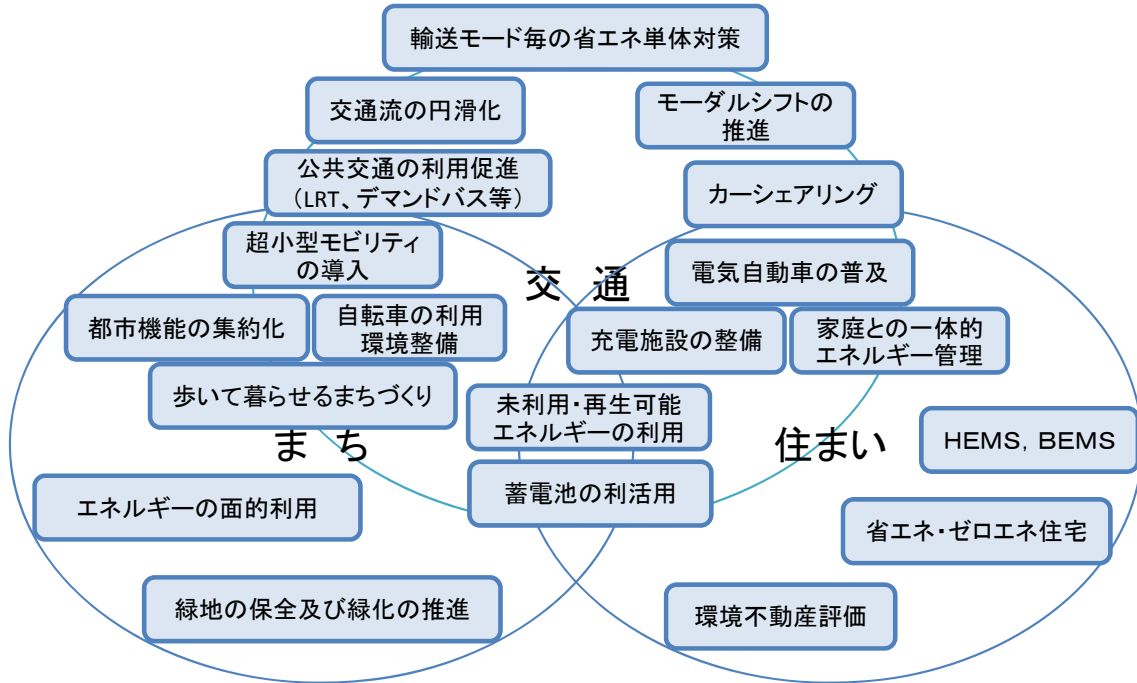 輸送モード毎の省エネ単体対策
交通流の円滑化
モーダルシフトの
推進
公共交通の利用促進
(LRT、デマンドバス等)
カーシェアリング
超小型モビリティ
の導入
交 通
電気自動車の普及
都市機能の集約化
自転車の利用
環境整備
充電施設の整備
家庭との一体的
エネルギー管理
歩いて暮らせるまちづくり
未利用・再生可能
エネルギーの利用
まち
住まい
HEMS, BEMS
エネルギーの面的利用
蓄電池の利活用
省エネ・ゼロエネ住宅
緑地の保全及び緑化の推進
環境不動産評価